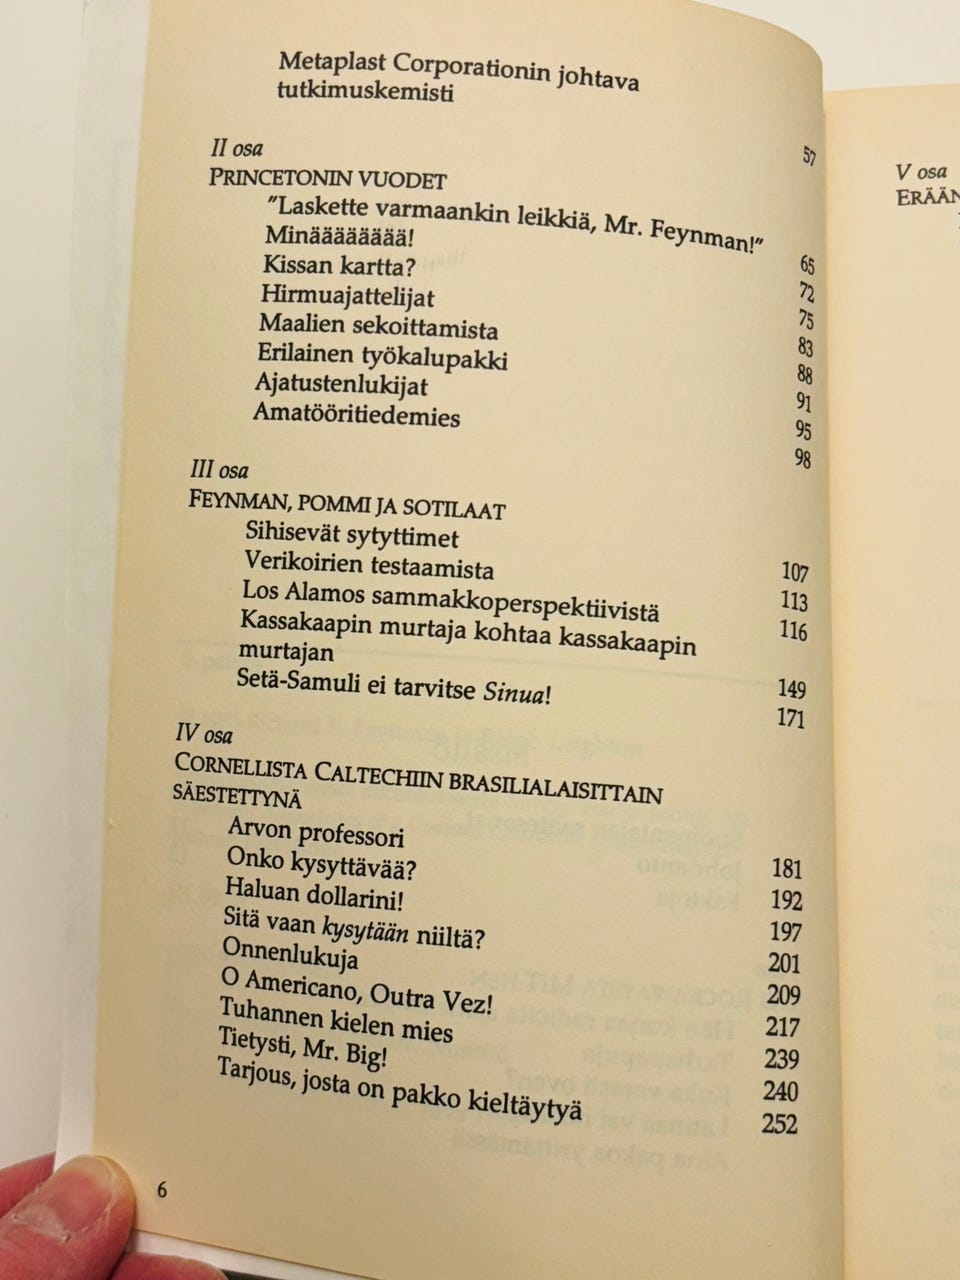 Metaplast Corporationin johtava
tutkimuskemisti 57
II osa
PRINCETONIN VUODET
"Laskette varmaankin leikkiä, Mr. Feynman!" 65
Minäääääääää! 72
Kissan kartta? 75
Hirmuajattelijat 83
Maalien sekoittamista 88
Erilainen työkalupakki 91
Ajatustenlukijat 95
Amatööritiedemies 98
III osa
FEYNMAN, POMMI JA SOTILAAT
Sihisevät sytyttimet 107
Verikoirien testaamista 113
Los Alamos sammakkoperspektiivistä 116
Kassakaapin murtaja kohtaa kassakaapin
murtajan 149
Setä-Samuli ei tarvitse Sinua! 171
IV osa
CORNELLISTA CALTECHIIN BRASILIALAISITTAIN
SÄESTETTYNÄ
Arvon professori 181
Onko kysyttävää? 192
Haluan dollarini! 197
Sitä vaan kysytään niiltä? 201
Onnenlukuja 209
O Americano, Outra Vez! 217
Tuhannen kielen mies 239
Tietysti, Mr. Big! 240
Tarjous, josta on pakko kieltäytyä 252
6
V osa